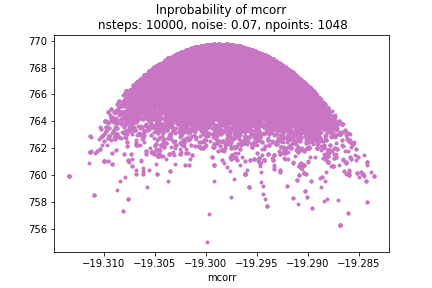 lnprobability of mcorr
nsteps: 10000, noise: 0.07, npoints: 1048
770
768
766
764
762
760
758
756
−19.310 −19.305 −19.300 −19.295 −19.290 −19.285
mcorr